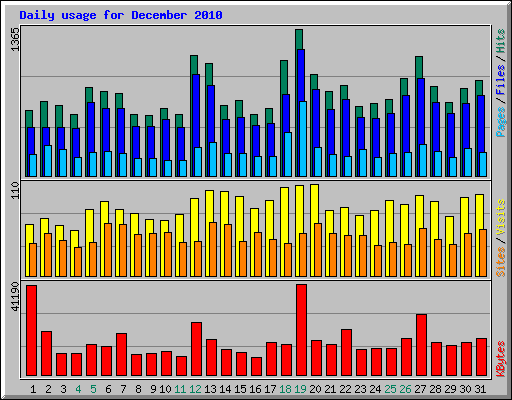 Daily usage for December 2010
1365
Pages / Files / Hits
110
Sites / Visits
41190
KBytes
1 2 3 4 5 6 7 8 9 10 11 12 13 14 15 16 17 18 19 20 21 22 23 24 25 26 27 28 29 30 31